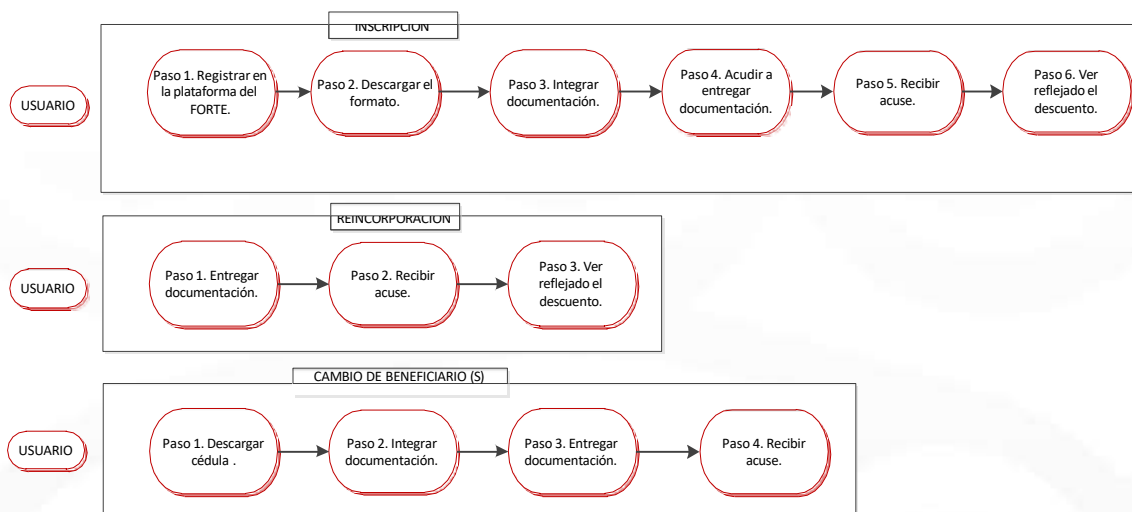 INSCRIPCIÓN
USUARIO
Paso 1. Registrar en
la plataforma del
FORTE.
Paso 2. Descargar el
formato.
Paso 3. Integrar
documentación.
Paso 4. Acudir a
entregar
documentación.
Paso 5. Recibir
acuse.
Paso 6. Ver
reflejado el
descuento.
REINCORPORACIÓN
USUARIO
Paso 1. Entregar
documentación.
Paso 2. Recibir
acuse.
Paso 3. Ver
reflejado el
descuento.
CAMBIO DE BENEFICIARIO (S)
USUARIO
Paso 1. Descargar
cédula .
Paso 2. Integrar
documentación.
Paso 3. Entregar
documentación.
Paso 4. Recibir
acuse.